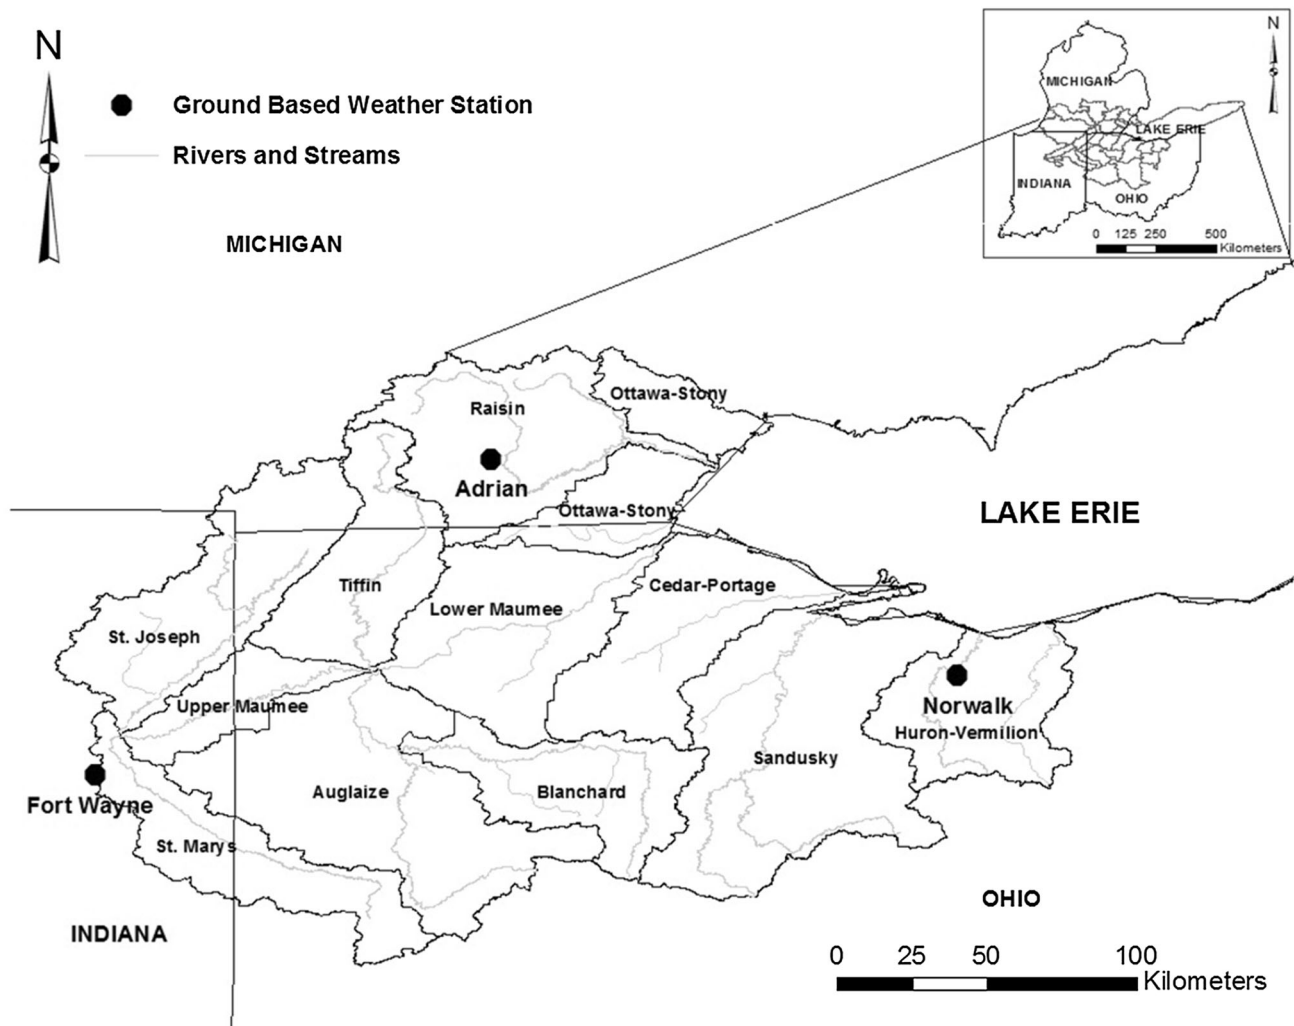 N
Ground Based Weather Station
Rivers and Streams
MICHIGAN
N
MICHIGAN
LAKE ERIE
INDIANA
OHIO
0 125 250 500
Kilometers
Ottawa-Stony
Raisin
Adrian
Ottawa-Stony
LAKE ERIE
Tiffin
Cedar-Portage
Lower Maumee
St. Joseph
Upper Maumee
Norwalk
Huron-Vermilion
Sandusky
Fort Wayne
Auglaize
Blanchard
St. Marys
OHIO
INDIANA
0 25 50 100
Kilometers